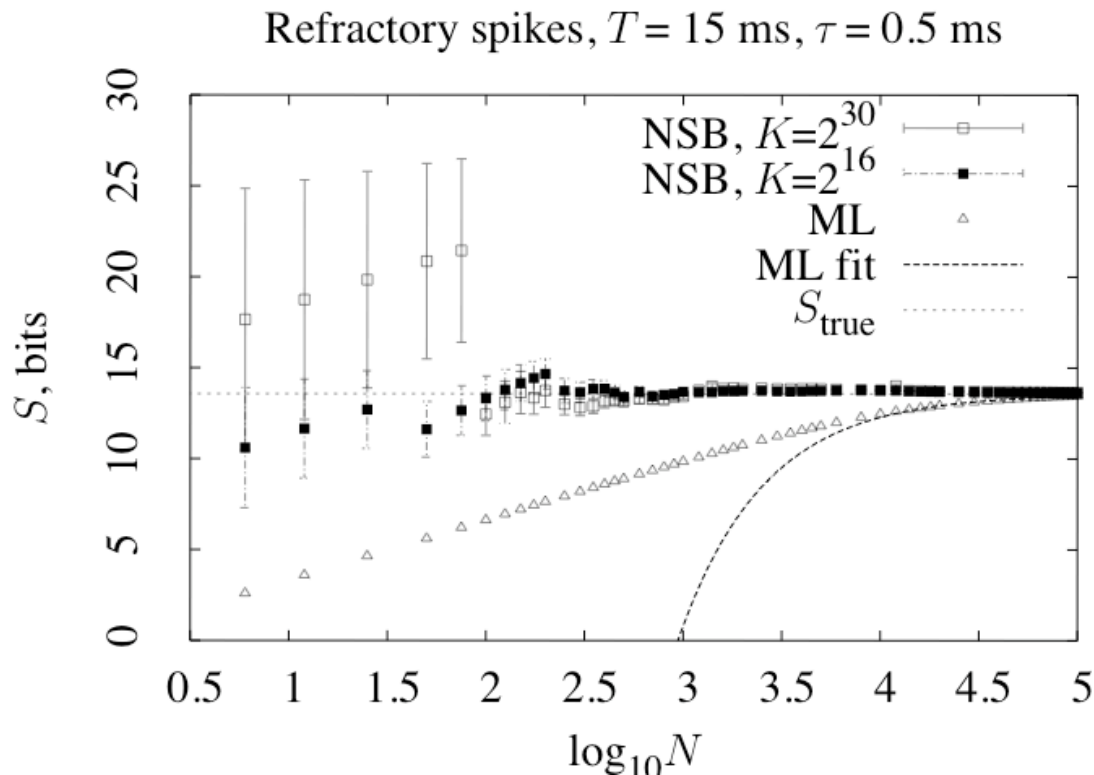 Refractory spikes, T = 15 ms, τ = 0.5 ms
30
25
20
15
10
5
0
S, bits
NSB, K=2^30
NSB, K=2^16
ML
ML fit
S_true
0.5 1 1.5 2 2.5 3 3.5 4 4.5 5
log_10 N